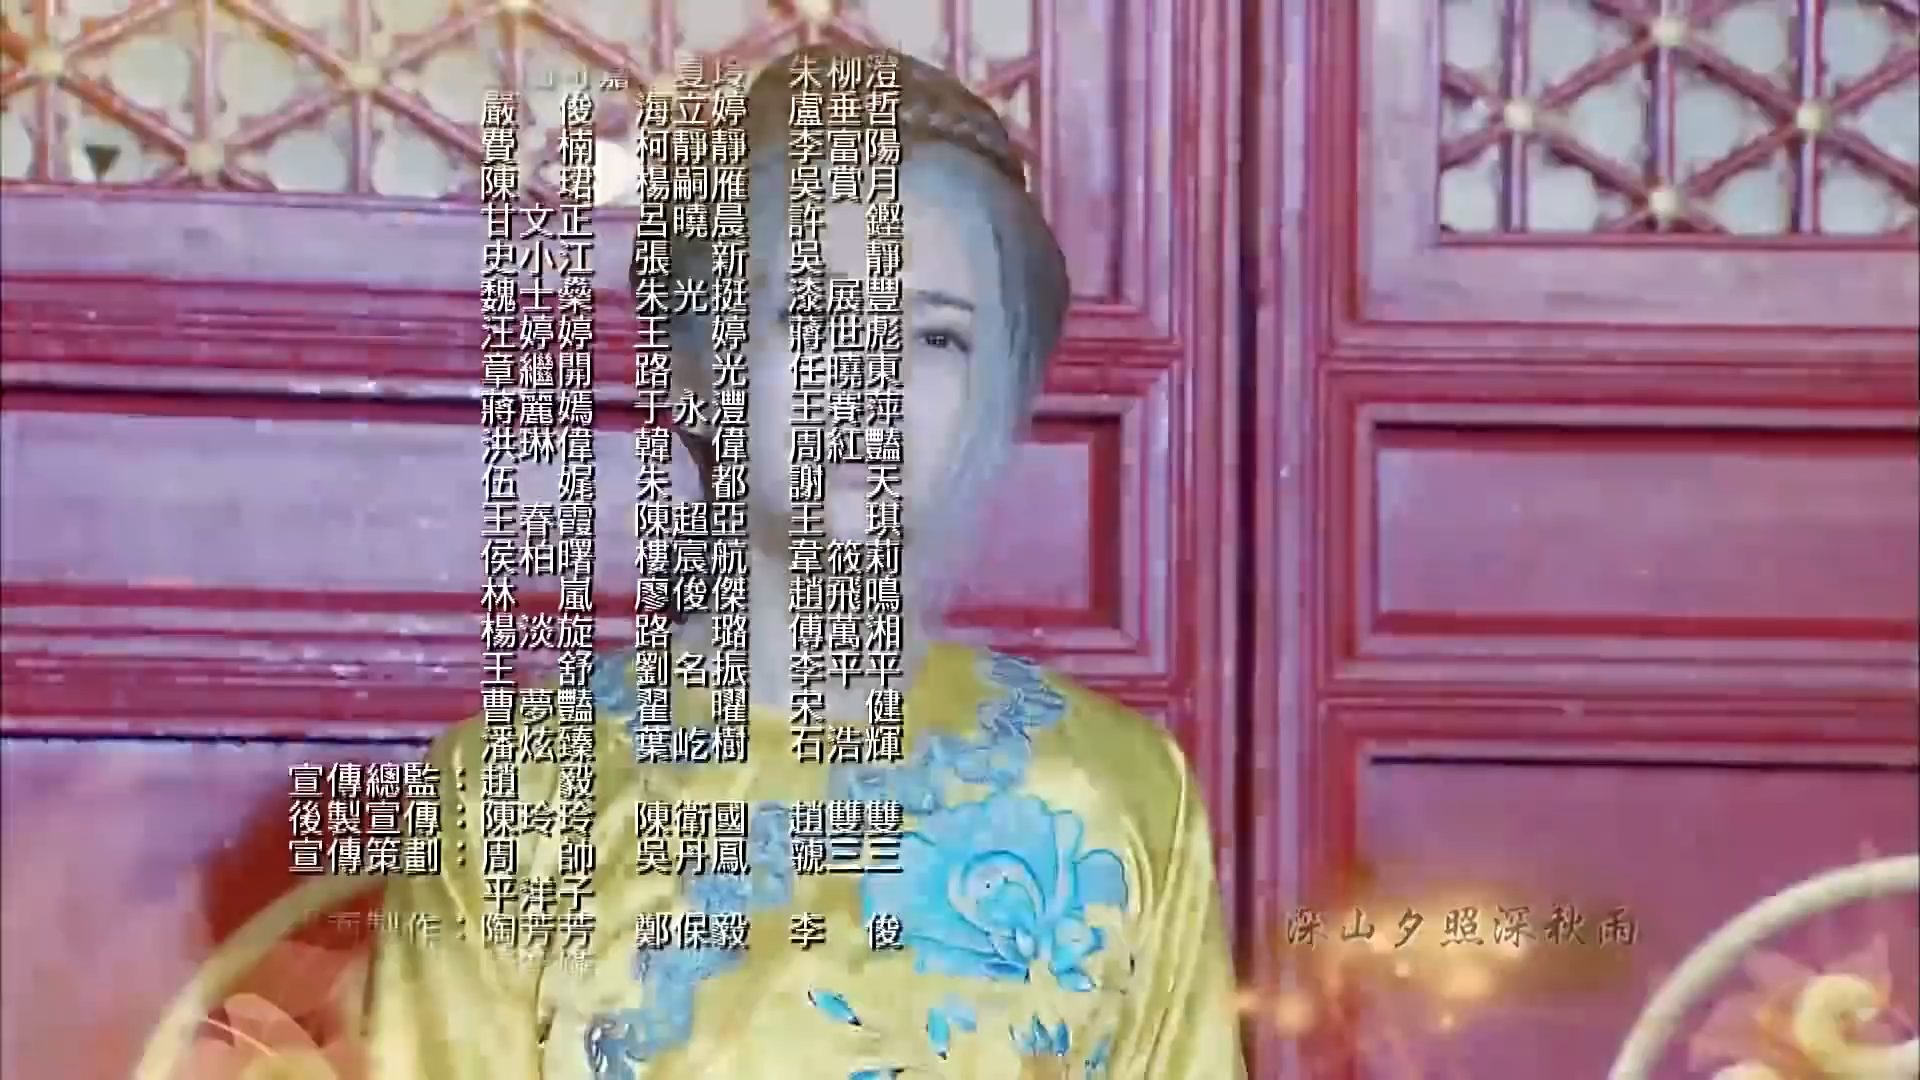 夏玲 朱柳澄
嚴俊 海立婷 盧垂哲
費楠 柯靜靜 李富陽
陳珺 楊嗣雁 吳賞月
甘文正 呂曉晨 許鏗
史小江 張新 吳靜
魏士燊 朱光挺 漆展豐
汪婷婷 王婷 蔣世彪
章繼開 路光 任曉東
蔣麗嫣 于永灃 王賽萍
洪琳偉 韓偉 周紅豔
伍娓 朱都 謝天
王春霞 陳超亞 王琪
侯柏曙 樓宸航 韋筱莉
林嵐 廖俊傑 趙飛鳴
楊淡旋 路璐 傅萬湘
王舒 劉名振 李平平
曹夢豔 翟曜 宋健
潘炫臻 葉屹樹 石浩輝
宣傳總監:趙毅
後製宣傳:陳玲玲 陳衛國 趙雙雙
宣傳策劃:周帥 吳丹鳳 號三三
平洋子
制作:陶芳芳 鄭保毅 李俊
深山夕照深秋雨